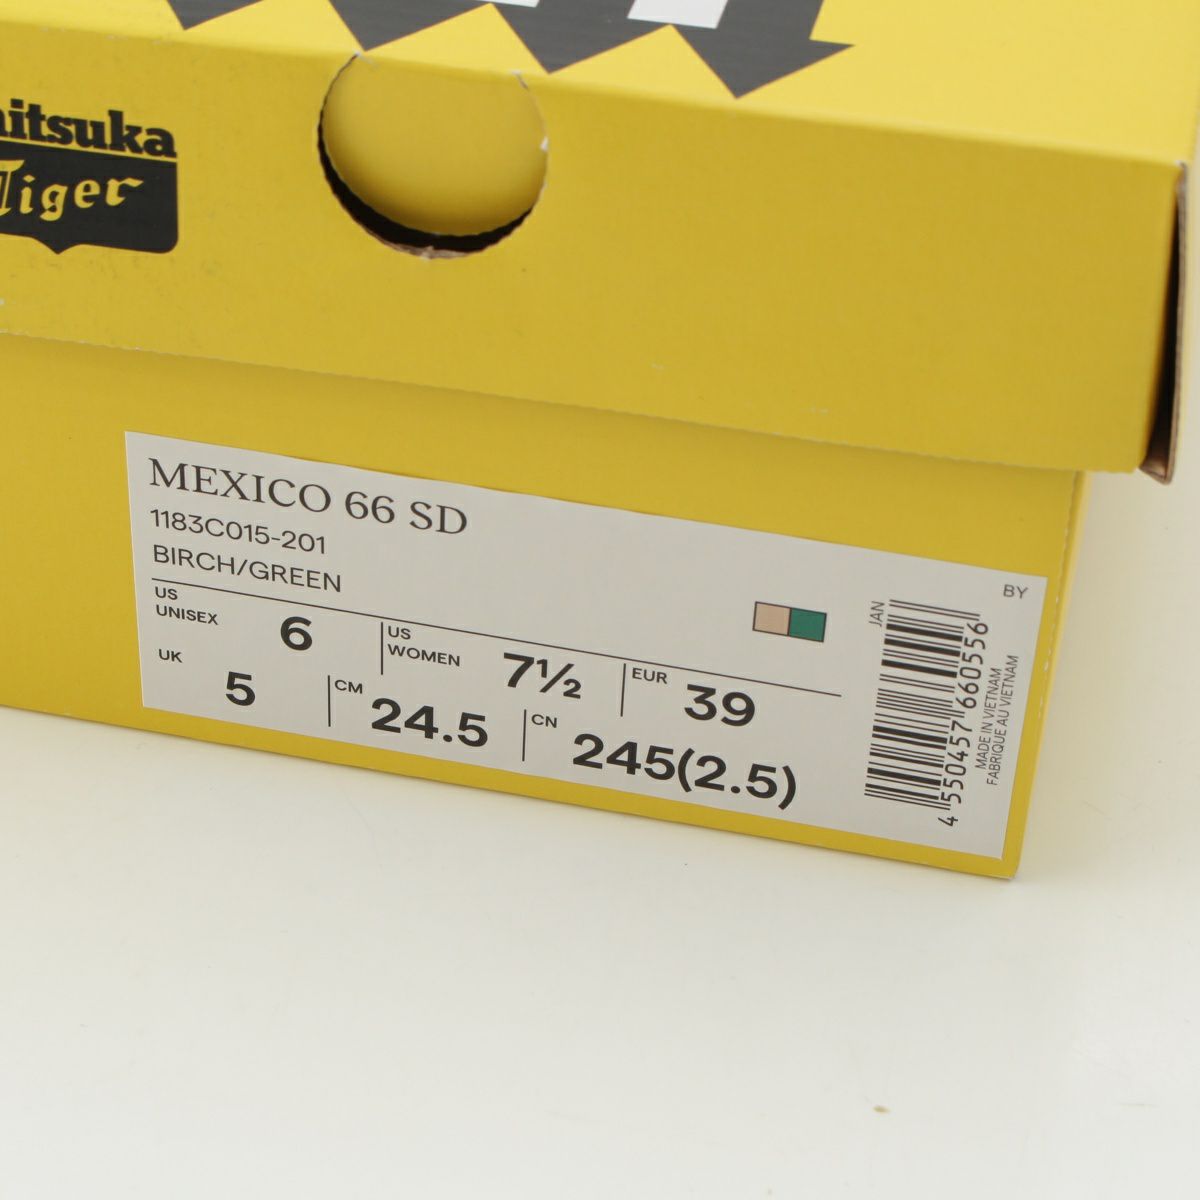 Tiger
MEXICO 66 SD
1183C015-201
BIRCH/GREEN
BY
US UNISEX 6 US WOMEN 7½ EUR 39
UK 5 CM 24.5 CN 245(2.5)
JAN
4 550457 660556
MADE IN VIETNAM
FABRIQUE AU VIETNAM